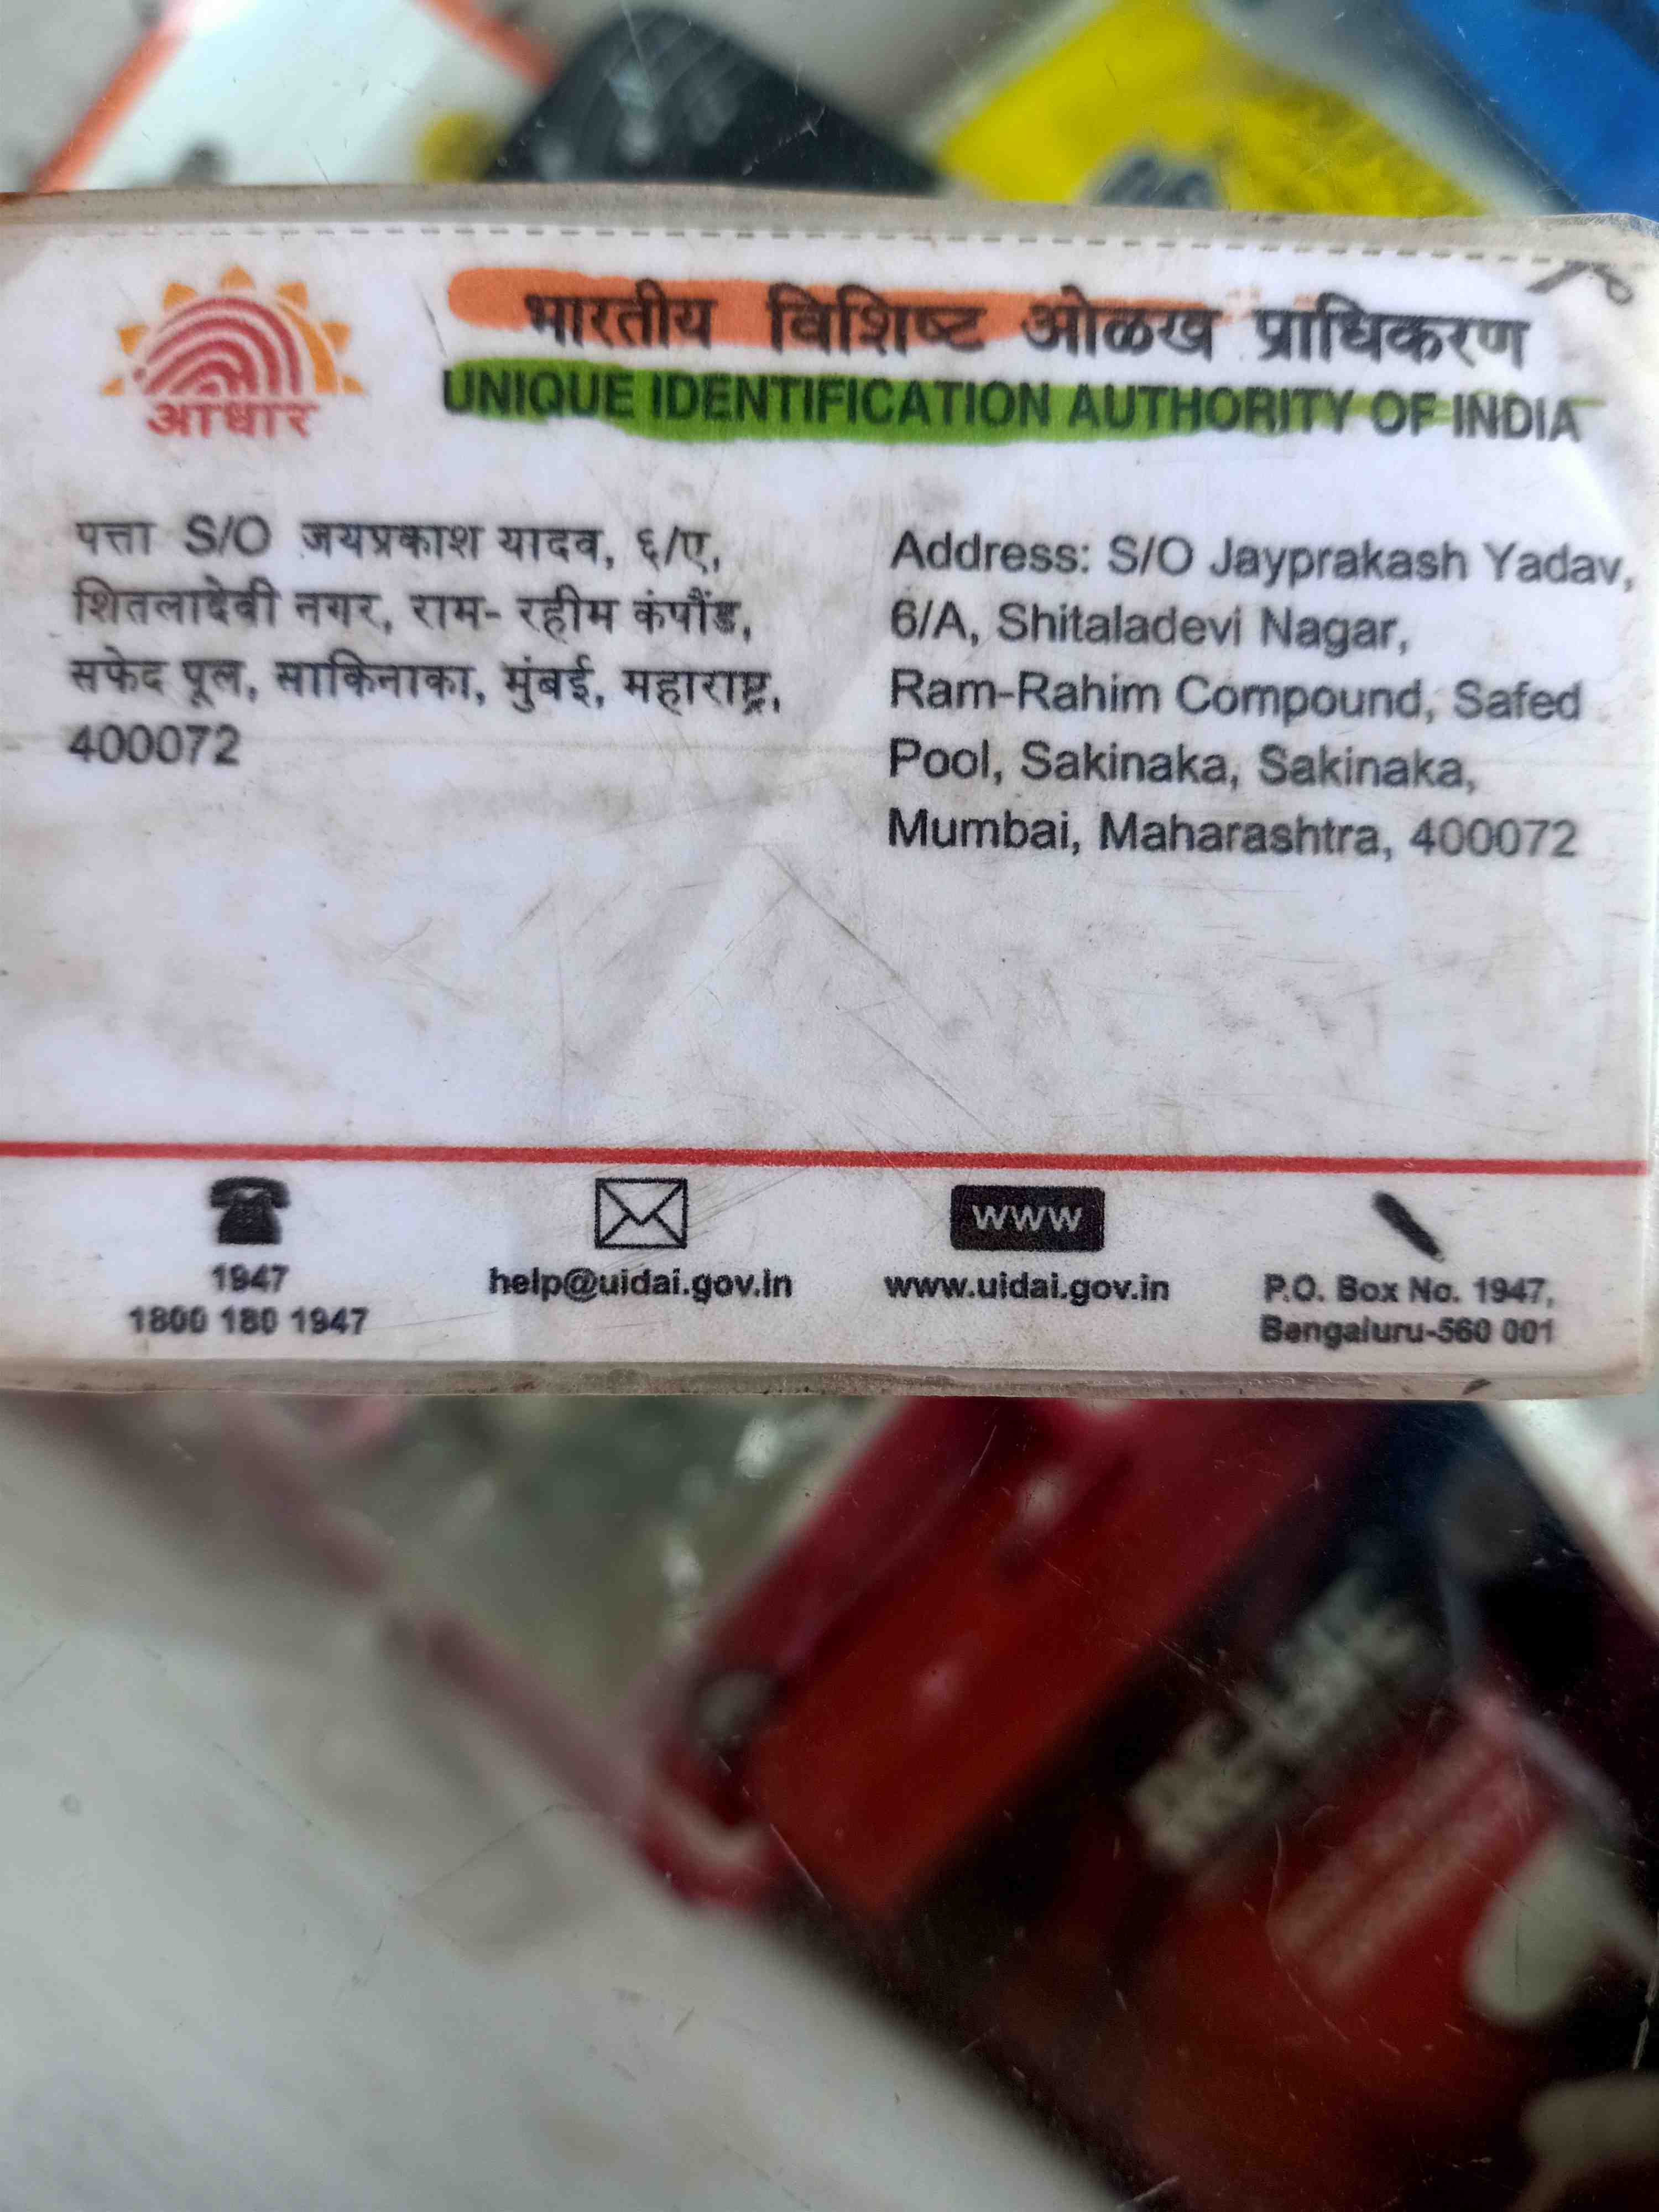 भारतीय विशिष्ट ओळख प्राधिकरण
UNIQUE IDENTIFICATION AUTHORITY OF INDIA
आधार
पत्ता S/O जयप्रकाश यादव, ६/ए,
शितलादेवी नगर, राम- रहीम कंपौंड,
सफेद पूल, साकिनाका, मुंबई, महाराष्ट्र,
400072
Address: S/O Jayprakash Yadav,
6/A, Shitaladevi Nagar,
Ram-Rahim Compound, Safed
Pool, Sakinaka, Sakinaka,
Mumbai, Maharashtra, 400072
1947
1800 180 1947
help@uidai.gov.in
www
www.uidai.gov.in
P.O. Box No. 1947,
Bengaluru-560 001